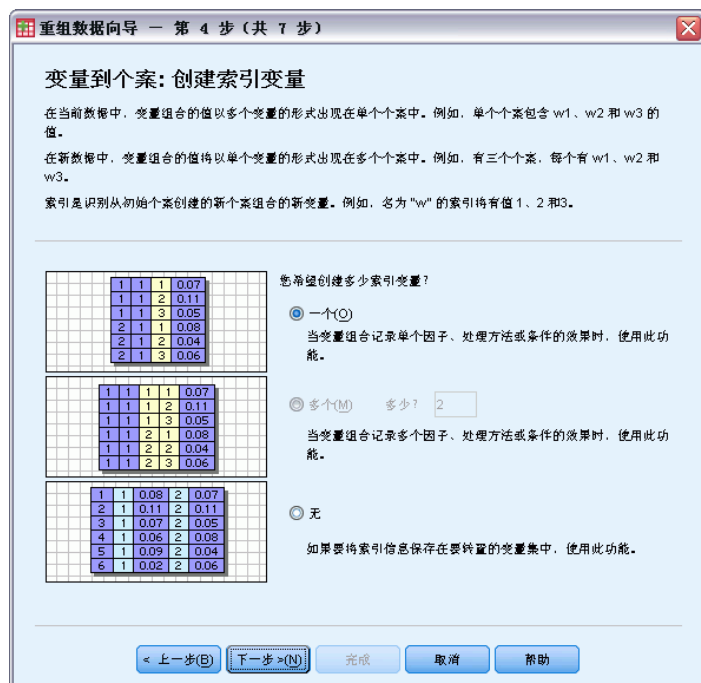 重组数据向导 — 第 4 步（共 7 步）
变量到个案: 创建索引变量
在当前数据中，变量组合的值以多个变量的形式出现在单个个案中。例如，单个个案包含 w1、w2 和 w3 的
值。
在新数据中，变量组合的值将以单个变量的形式出现在多个个案中。例如，有三个个案，每个有 w1、w2 和
w3。
索引是识别从初始个案创建的新个案组合的新变量。例如，名为 "w" 的索引将有值 1、2 和3。
您希望创建多少索引变量？
1 1 1 0.07
1 1 2 0.11
1 1 3 0.05
2 1 1 0.08
2 1 2 0.04
2 1 3 0.06
一个(O)
当变量组合记录单个因子、处理方法或条件的效果时，使用此功
能。
1 1 1 1 0.07
1 1 1 2 0.11
1 1 1 3 0.05
1 1 2 1 0.08
1 1 2 2 0.04
1 1 2 3 0.06
多个(M) 多少？ 2
当变量组合记录多个因子、处理方法或条件的效果时，使用此功
能。
1 1 0.08 2 0.07
2 1 0.11 2 0.11
3 1 0.07 2 0.05
4 1 0.06 2 0.08
5 1 0.09 2 0.04
6 1 0.02 2 0.06
无
如果要将索引信息保存在要转置的变量集中，使用此功能。
< 上一步(B) 下一步 >(N) 完成 取消 帮助